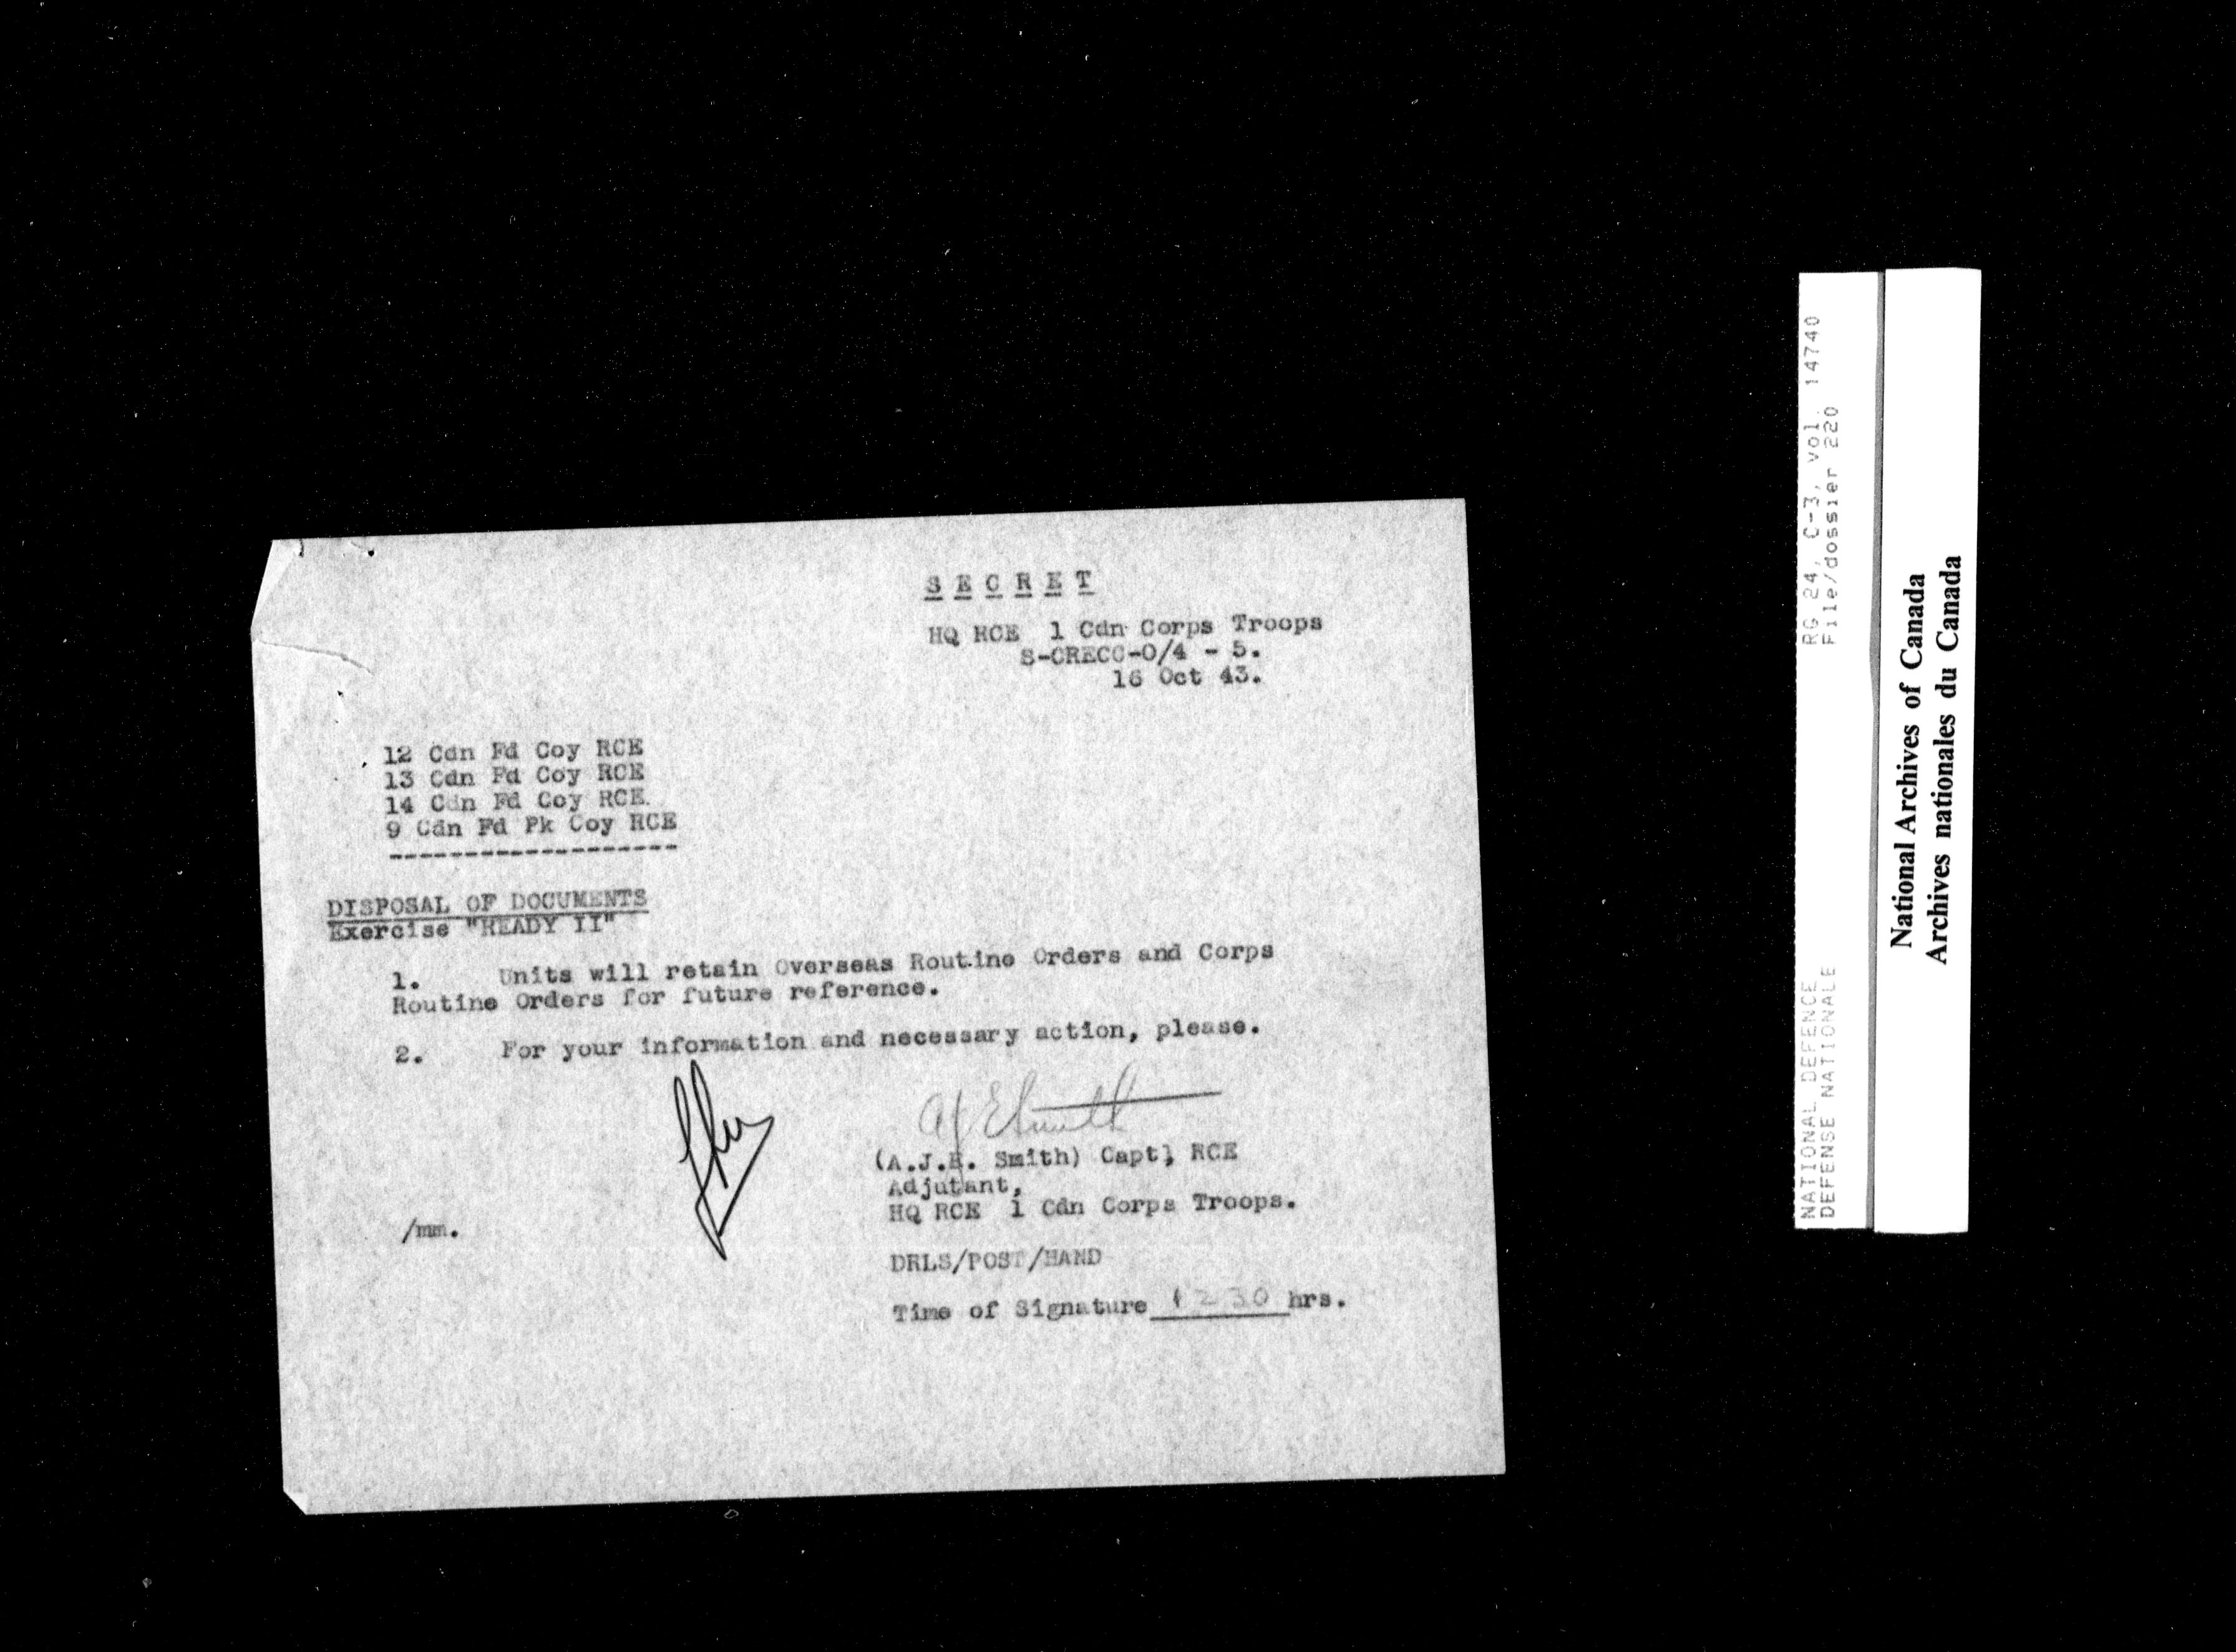 S E C R E T
HQ RCE 1 Cdn Corps Troops
S-CRECC-O/4 - 5.
16 Oct 43.
12 Cdn Fd Coy RCE
13 Cdn Fd Coy RCE
14 Cdn Fd Coy RCE.
9 Cdn Fd Pk Coy RCE
-------------------
DISPOSAL OF DOCUMENTS
Exercise "READY II"
1. Units will retain Overseas Routine Orders and Corps
Routine Orders for future reference.
2. For your information and necessary action, please.
AJESmith
(A.J.E. Smith) Capt, RCE
Adjutant,
HQ RCE 1 Cdn Corps Troops.
/mm.
DRLS/POST/HAND
Time of Signature 1230 hrs.
NATIONAL DEFENCE RG 24, C-3, vol. 14740
DEFENSE NATIONALE File/dossier 220
National Archives of Canada
Archives nationales du Canada